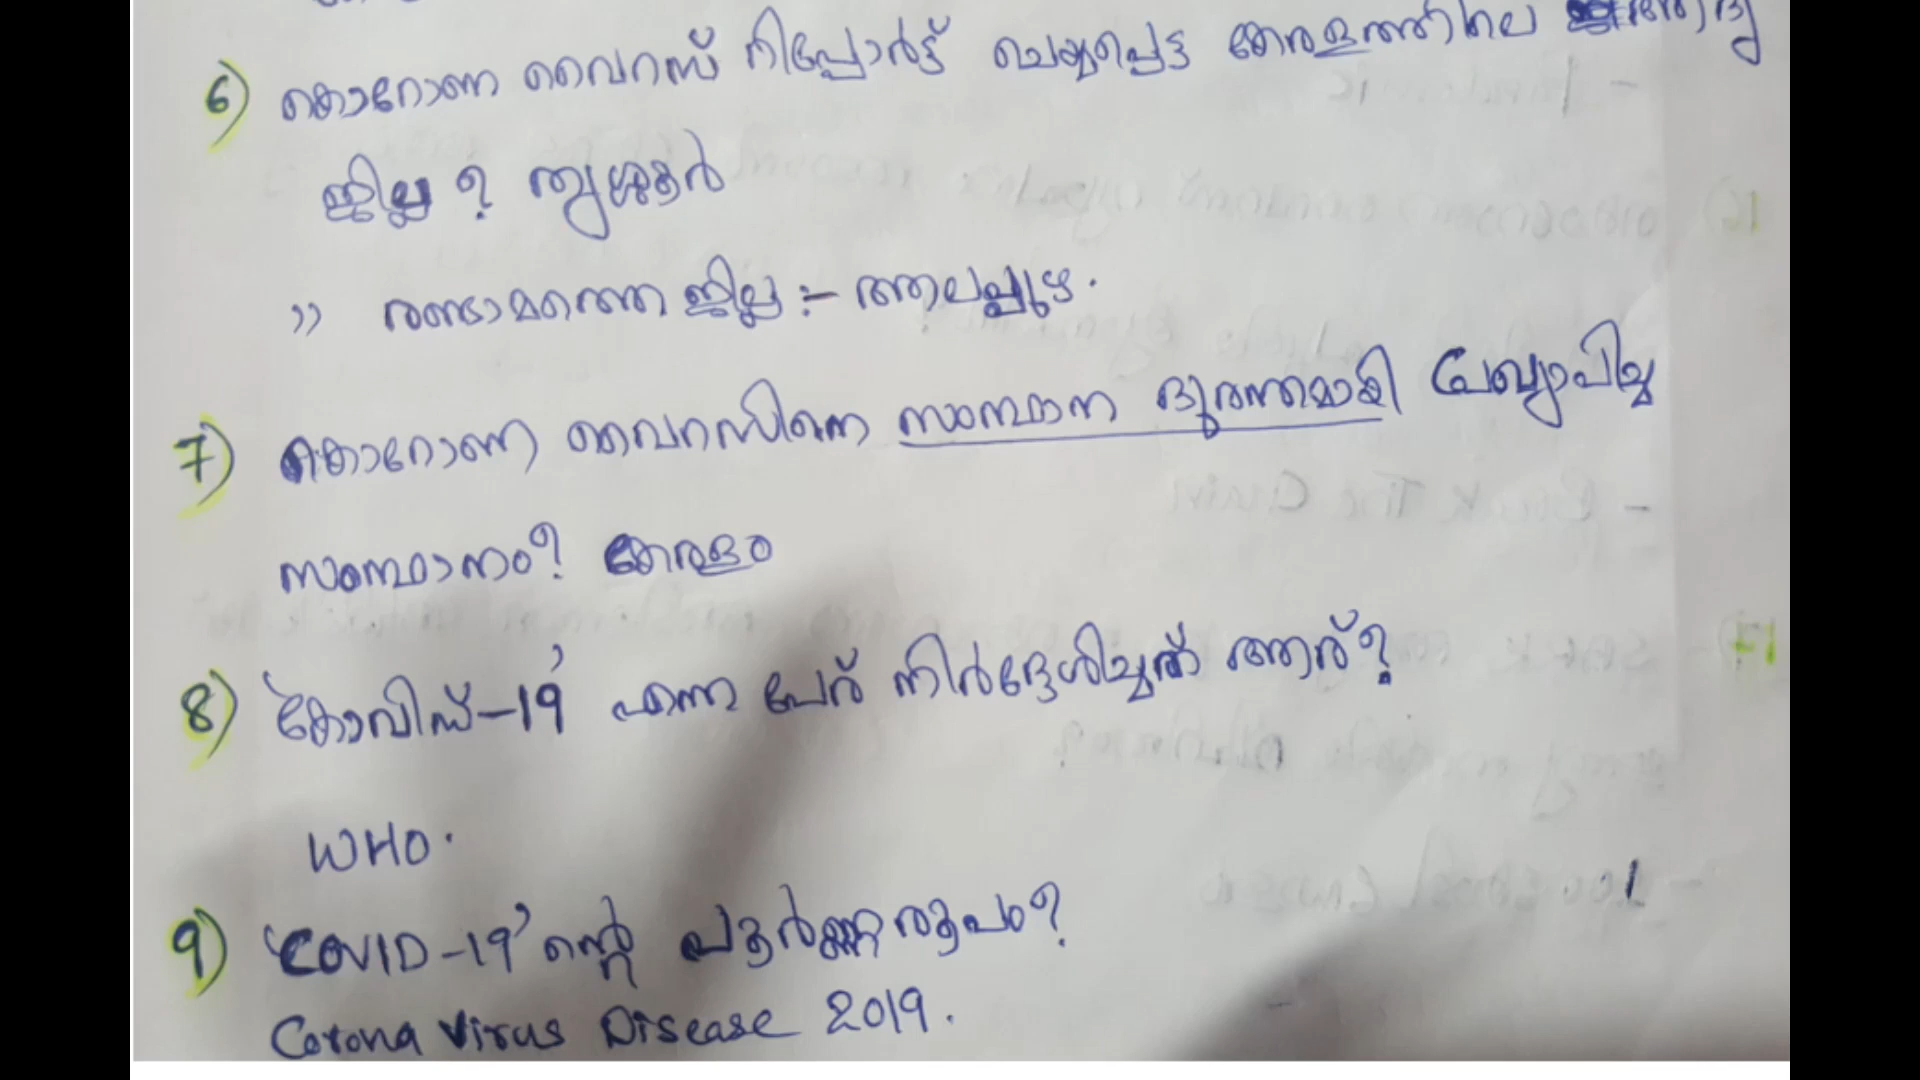 6) കൊറോണ വൈറസ് റിപ്പോർട്ട് ചെയ്യപ്പെട്ട കേരളത്തിലെ ആദ്യ
ജില്ല ? തൃശൂർ
" രണ്ടാമത്തെ ജില്ല :- ആലപ്പുഴ.
7) കൊറോണ വൈറസിനെ സംസ്ഥാന ദുരന്തമായി പ്രഖ്യാപിച്ച
സംസ്ഥാനം? കേരളം
8) 'കോവിഡ്-19' എന്ന പേര് നിർദ്ദേശിച്ചത് ആര്?
WHO.
9) 'COVID-19' ന്റെ പൂർണ്ണരൂപം?
Corona Virus Disease 2019.